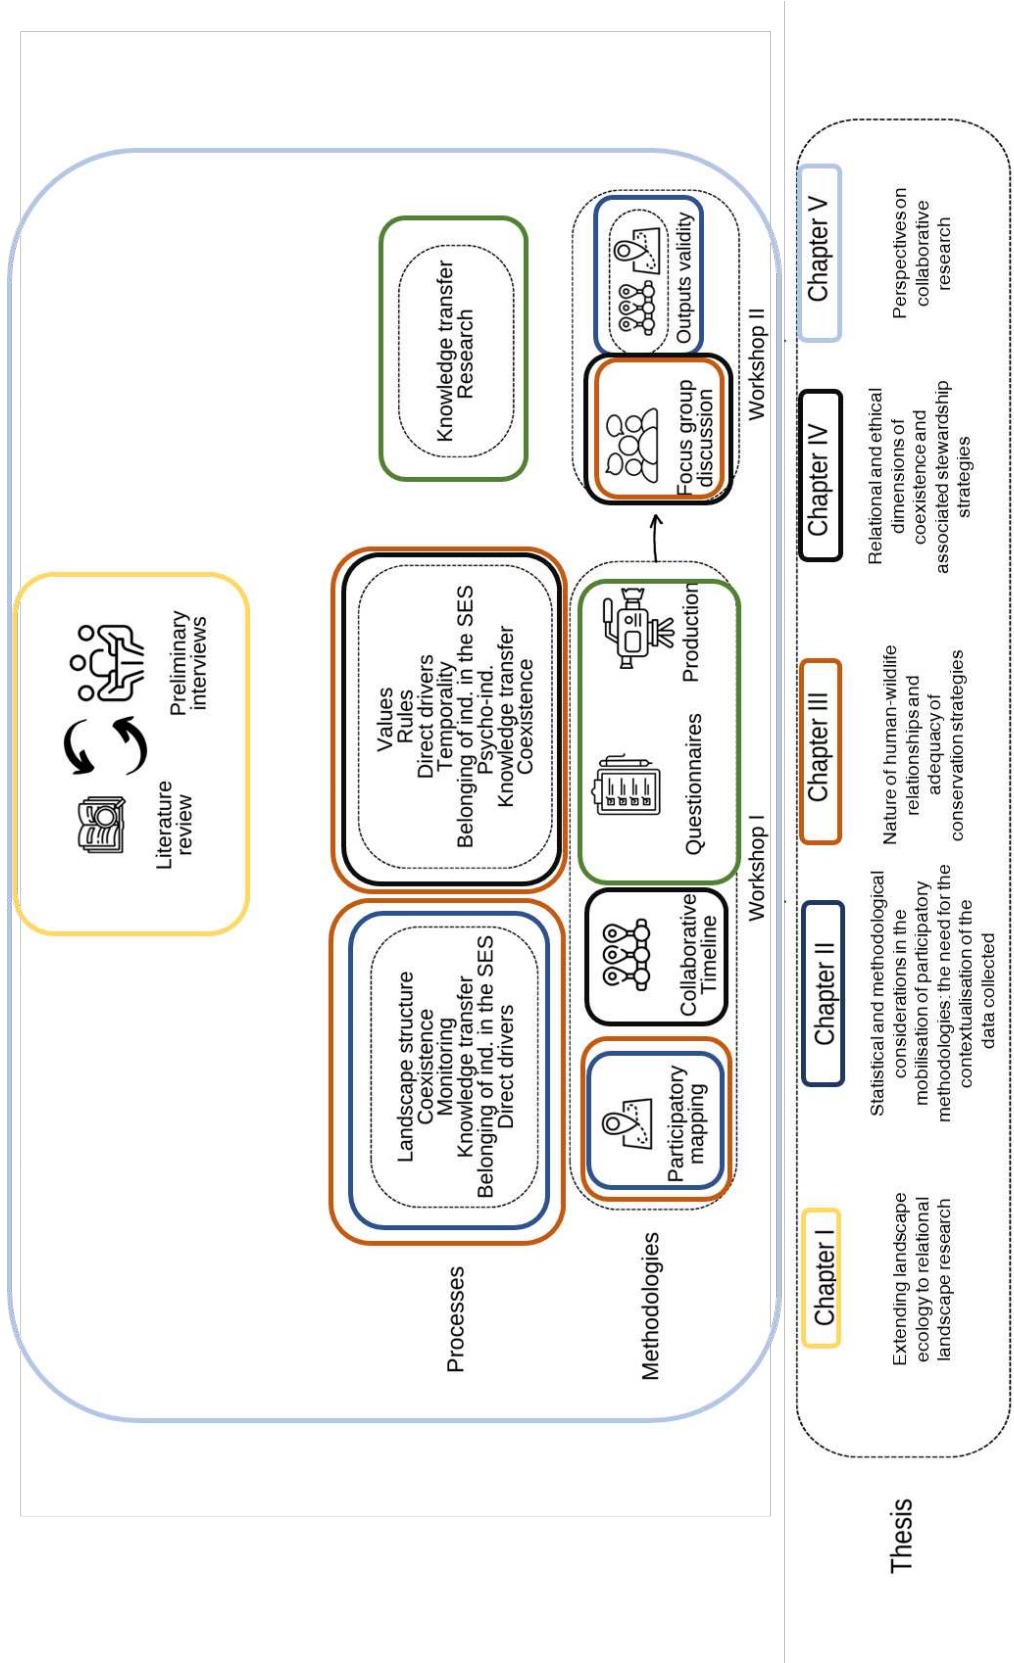 Literature
review
Preliminary
interviews
Processes
Landscape structure
Coexistence
Monitoring
Knowledge transfer
Belonging of ind. in the SES
Direct drivers
Values
Rules
Direct drivers
Temporality
Belonging of ind. in the SES
Psycho-ind.
Knowledge transfer
Coexistence
Knowledge transfer
Research
Methodologies
Participatory
mapping
Collaborative
Timeline
Questionnaires
Production
Focus group
discussion
Outputs validity
Workshop I
Workshop II
Thesis
Chapter I
Extending landscape
ecology to relational
landscape research
Chapter II
Statistical and methodological
considerations in the
mobilisation of participatory
methodologies: the need for the
contextualisation of the
data collected
Chapter III
Nature of human-wildlife
relationships and
adequacy of
conservation strategies
Chapter IV
Relational and ethical
dimensions of
coexistence and
associated stewardship
strategies
Chapter V
Perspectives on
collaborative
research